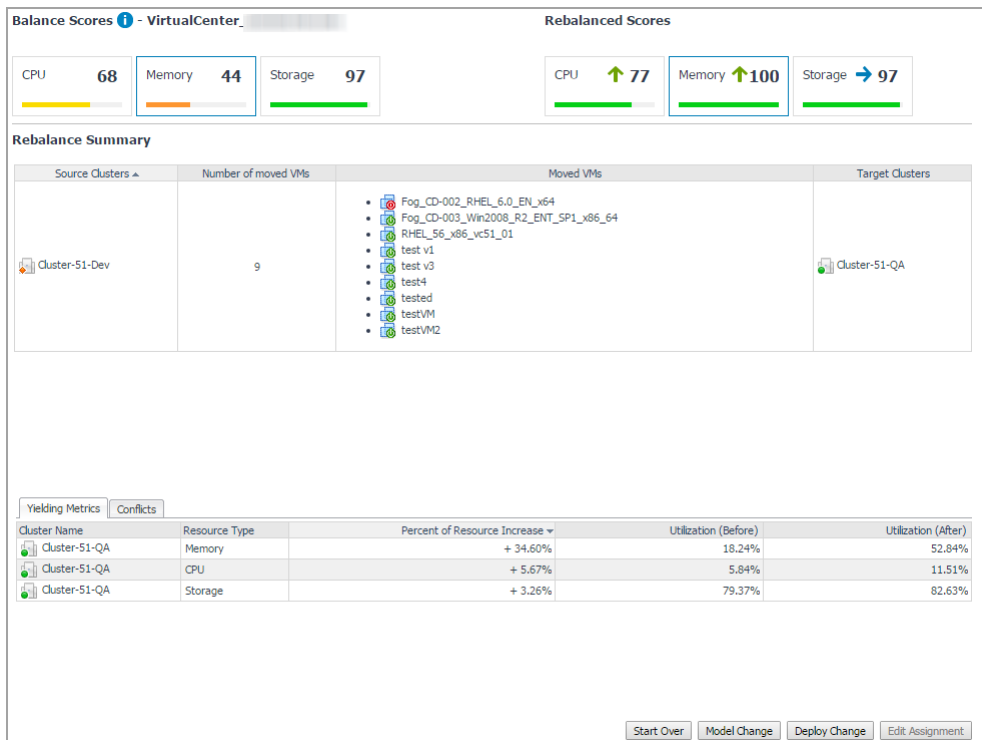 Balance Scores i - VirtualCenter_
Rebalanced Scores
CPU 68
Memory 44
Storage 97
CPU 77
Memory 100
Storage 97
Rebalance Summary
Source Clusters Number of moved VMs Moved VMs Target Clusters
Cluster-51-Dev
9
Fog_CD-002_RHEL_6.0_EN_x64
Fog_CD-003_Win2008_R2_ENT_SP1_x86_64
RHEL_56_x86_vc51_01
test v1
test v3
test4
tested
testVM
testVM2
Cluster-51-QA
Yielding Metrics Conflicts
Cluster Name Resource Type Percent of Resource Increase Utilization (Before) Utilization (After)
Cluster-51-QA Memory + 34.60% 18.24% 52.84%
Cluster-51-QA CPU + 5.67% 5.84% 11.51%
Cluster-51-QA Storage + 3.26% 79.37% 82.63%
Start Over Model Change Deploy Change Edit Assignment